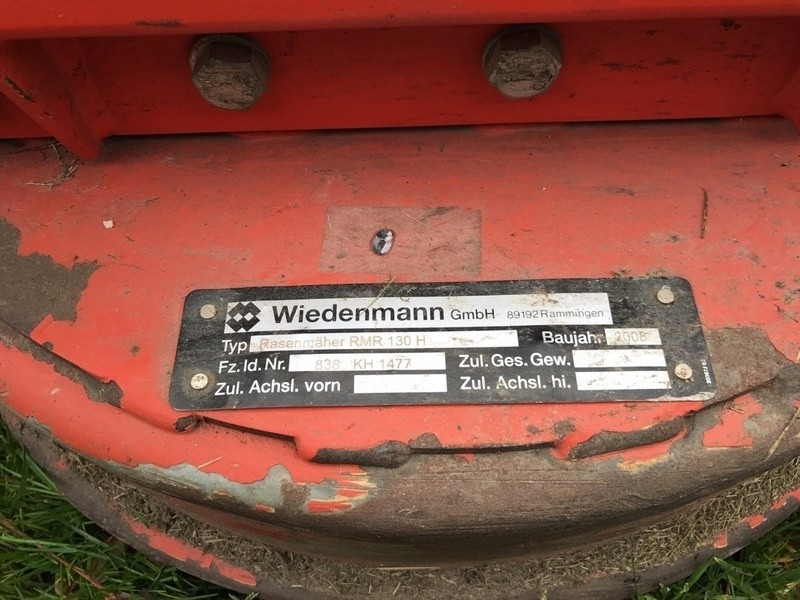 Wiedenmann GmbH 89192 Rammingen
Typ Rasenmäher RMR 130 H Baujahr. 2008
Fz. Id. Nr. 838 KH 1477 Zul. Ges. Gew.
Zul. Achsl. vorn Zul. Achsl. hi.